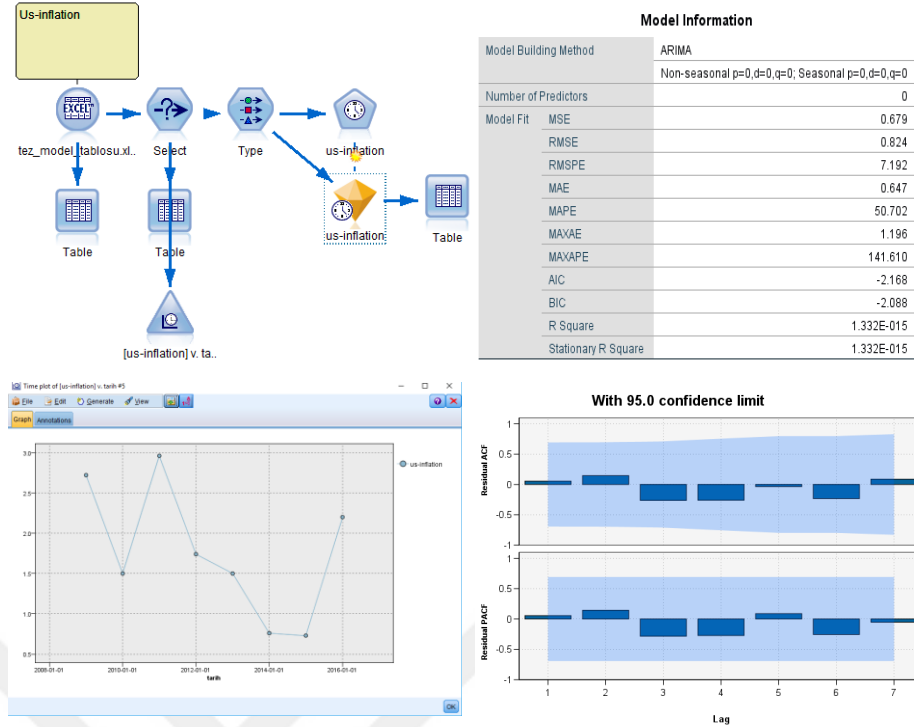 Us-inflation
EXCEL
tez_model_tablosu.xl..
Select
Type
us-inflation
Table
Table
us-inflation
Table
[us-inflation] v. ta..
Model Information
Model Building Method ARIMA
Non-seasonal p=0,d=0,q=0; Seasonal p=0,d=0,q=0
Number of Predictors 0
Model Fit MSE 0.679
RMSE 0.824
RMSPE 7.192
MAE 0.647
MAPE 50.702
MAXAE 1.196
MAXAPE 141.610
AIC -2.168
BIC -2.088
R Square 1.332E-015
Stationary R Square 1.332E-015
Time plot of [us-inflation] v. tarih #5
File Edit Generate View
Graph Annotations
us-inflation
3.0
2.5
2.0
1.5
1.0
0.5
2008-01-01 2010-01-01 2012-01-01 2014-01-01 2016-01-01
tarih
OK
With 95.0 confidence limit
Residual ACF
1
0.5
0
-0.5
-1
Residual PACF
1
0.5
0
-0.5
-1
1 2 3 4 5 6 7
Lag